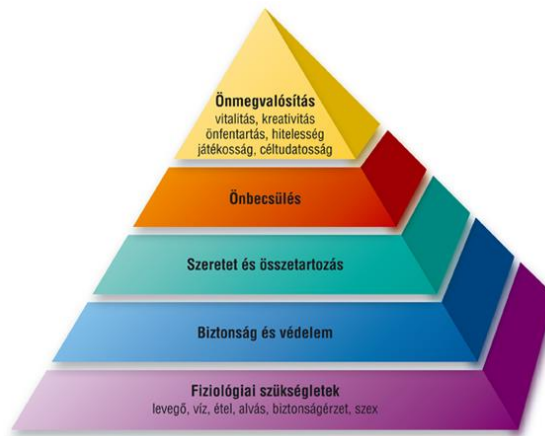 Önmegvalósítás
vitalitás, kreativitás
önfentartás, hitelesség
játékosság, céltudatosság
Önbecsülés
Szeretet és összetartozás
Biztonság és védelem
Fiziológiai szükségletek
levegő, víz, étel, alvás, biztonságérzet, szex